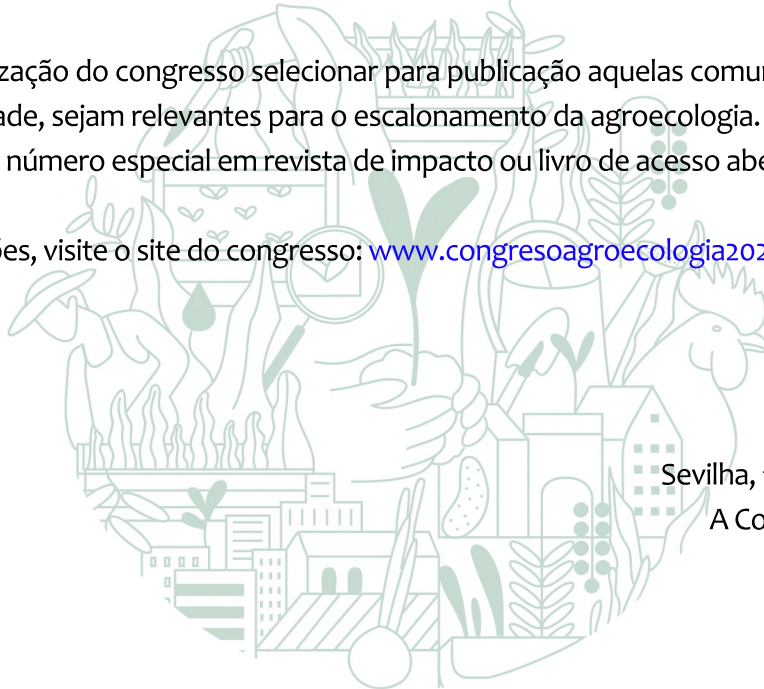 zação do congresso selecionar para publicação aquelas comu
ade, sejam relevantes para o escalonamento da agroecologia.
número especial em revista de impacto ou livro de acesso abe
es, visite o site do congresso: www.congresoagroecologia202
Sevilha,
A Co